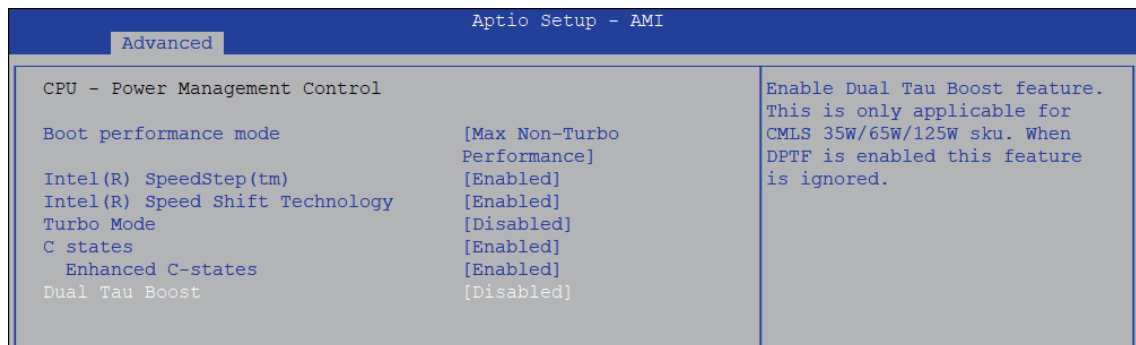 Aptio Setup - AMI
Advanced
CPU - Power Management Control
Boot performance mode [Max Non-Turbo
Performance]
Intel(R) SpeedStep(tm) [Enabled]
Intel(R) Speed Shift Technology [Enabled]
Turbo Mode [Disabled]
C states [Enabled]
Enhanced C-states [Enabled]
Dual Tau Boost [Disabled]
Enable Dual Tau Boost feature.
This is only applicable for
CMLS 35W/65W/125W sku. When
DPTF is enabled this feature
is ignored.